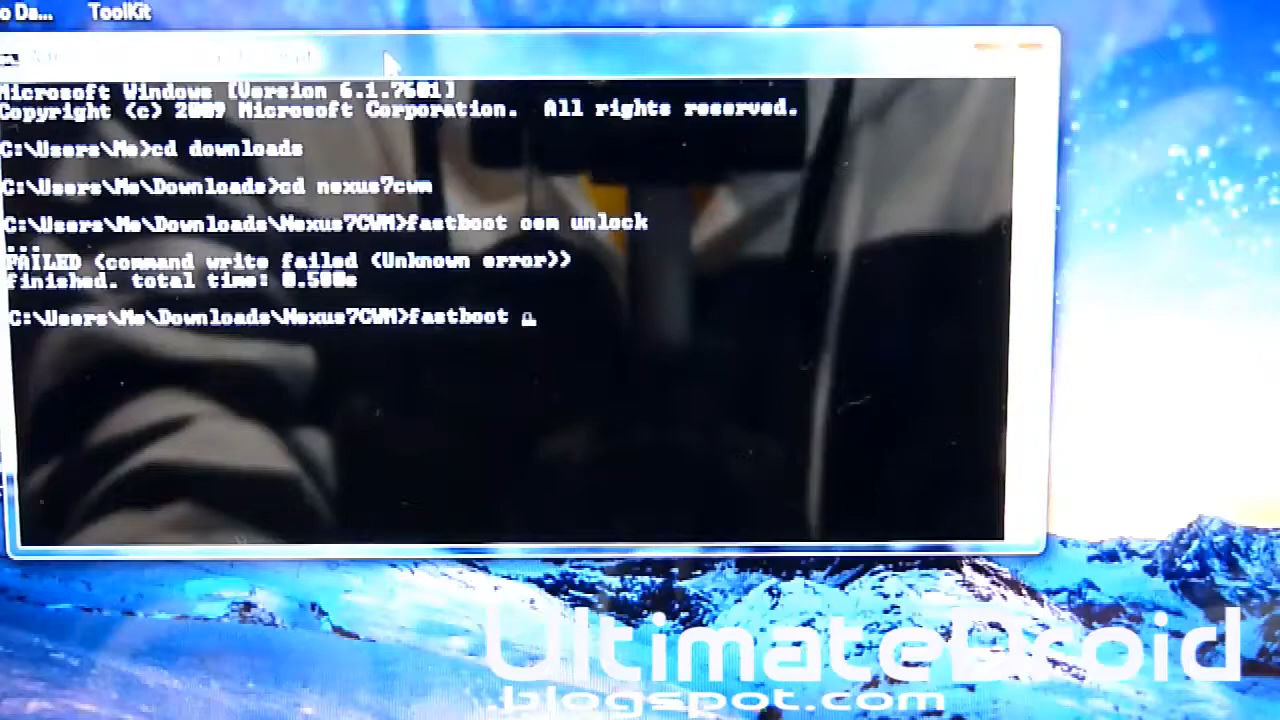 o Da... ToolKit
Microsoft Windows [Version 6.1.7601]
Copyright (c) 2009 Microsoft Corporation.  All rights reserved.
C:\Users\Me>cd downloads
C:\Users\Me\Downloads>cd nexus7cwm
C:\Users\Me\Downloads\Nexus7CWM>fastboot oem unlock
...
FAILED (command write failed (Unknown error))
finished. total time: 0.500s
C:\Users\Me\Downloads\Nexus7CWM>fastboot o
UltimateDroid
.blogspot.com